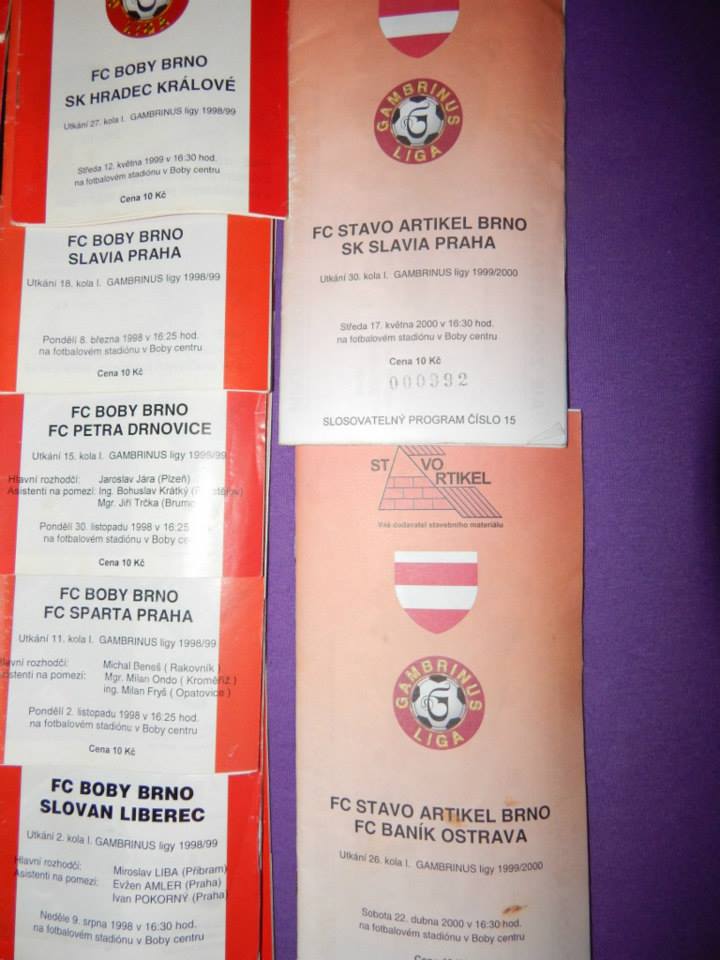 FC BOBY BRNO
SK HRADEC KRÁLOVÉ
Utkání 27. kola I. GAMBRINUS ligy 1998/99
Středa 12. května 1999 v 16:30 hod.
na fotbalovém stadiónu v Boby centru
Cena 10 Kč
FC BOBY BRNO
SLAVIA PRAHA
Utkání 18. kola I. GAMBRINUS ligy 1998/99
Pondělí 8. března 1998 v 16:25 hod.
na fotbalovém stadiónu v Boby centru
Cena 10 Kč
FC BOBY BRNO
FC PETRA DRNOVICE
Utkání 15. kola I. GAMBRINUS ligy 1998/99
Hlavní rozhodčí: Jaroslav Jára (Plzeň)
Asistenti na pomezí: Ing. Bohuslav Krátký
Mgr. Jiří Trčka
Pondělí 30. listopadu 1998 v 16:25
na fotbalovém stadiónu v Boby
Cena 10 Kč
FC BOBY BRNO
FC SPARTA PRAHA
Utkání 11. kola I. GAMBRINUS ligy 1998/99
rozhodčí: Michal Beneš ( Rakovník )
na pomezí: Mgr. Milan Ondo ( Kroměříž )
ing. Milan Fryš ( Opatovice )
Pondělí 2. listopadu 1998 v 16:25 hod.
na fotbalovém stadiónu v Boby centru
Cena 10 Kč
FC BOBY BRNO
SLOVAN LIBEREC
Utkání 2. kola I. GAMBRINUS ligy 1998/99
Hlavní rozhodčí: Miroslav LIBA (Příbram)
Asistenti na pomezí: Evžen AMLER (Praha)
Ivan POKORNÝ (Praha)
Neděle 9. srpna 1998 v 16:30 hod.
na fotbalovém stadiónu v Boby centru
GAMBRINUS
LIGA
FC STAVO ARTIKEL BRNO
SK SLAVIA PRAHA
Utkání 30. kola I. GAMBRINUS ligy 1999/2000
Středa 17. května 2000 v 16:30 hod.
na fotbalovém stadiónu v Boby centru
Cena 10 Kč
000992
SLOSOVATELNÝ PROGRAM ČÍSLO 15
STAVO
ARTIKEL
Váš dodavatel stavebního materiálu
GAMBRINUS
LIGA
FC STAVO ARTIKEL BRNO
FC BANÍK OSTRAVA
Utkání 26. kola I. GAMBRINUS ligy 1999/2000
Sobota 22. dubna 2000 v 16:30 hod.
na fotbalovém stadiónu v Boby centru
Cena 10 Kč